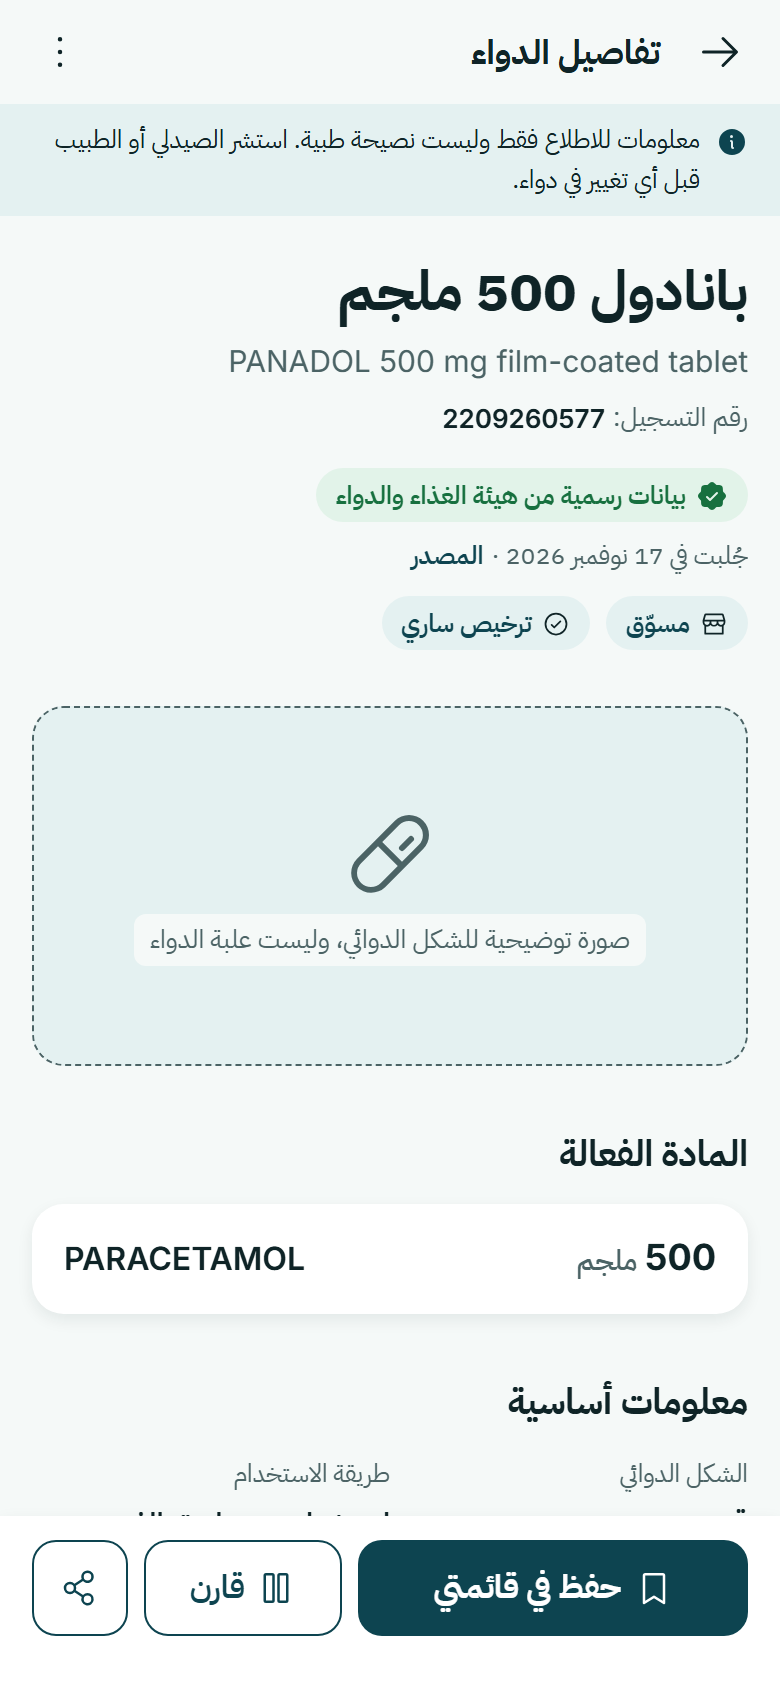 تفاصيل الدواء
معلومات للاطلاع فقط وليست نصيحة طبية. استشر الصيدلي أو الطبيب
قبل أي تغيير في دواء.
بانادول 500 ملجم
PANADOL 500 mg film-coated tablet
رقم التسجيل: 2209260577
بيانات رسمية من هيئة الغذاء والدواء
جُلبت في 17 نوفمبر 2026 · المصدر
مسوّق
ترخيص ساري
صورة توضيحية للشكل الدوائي، وليست علبة الدواء
المادة الفعالة
500 ملجم
PARACETAMOL
معلومات أساسية
الشكل الدوائي
طريقة الاستخدام
حفظ في قائمتي
قارن